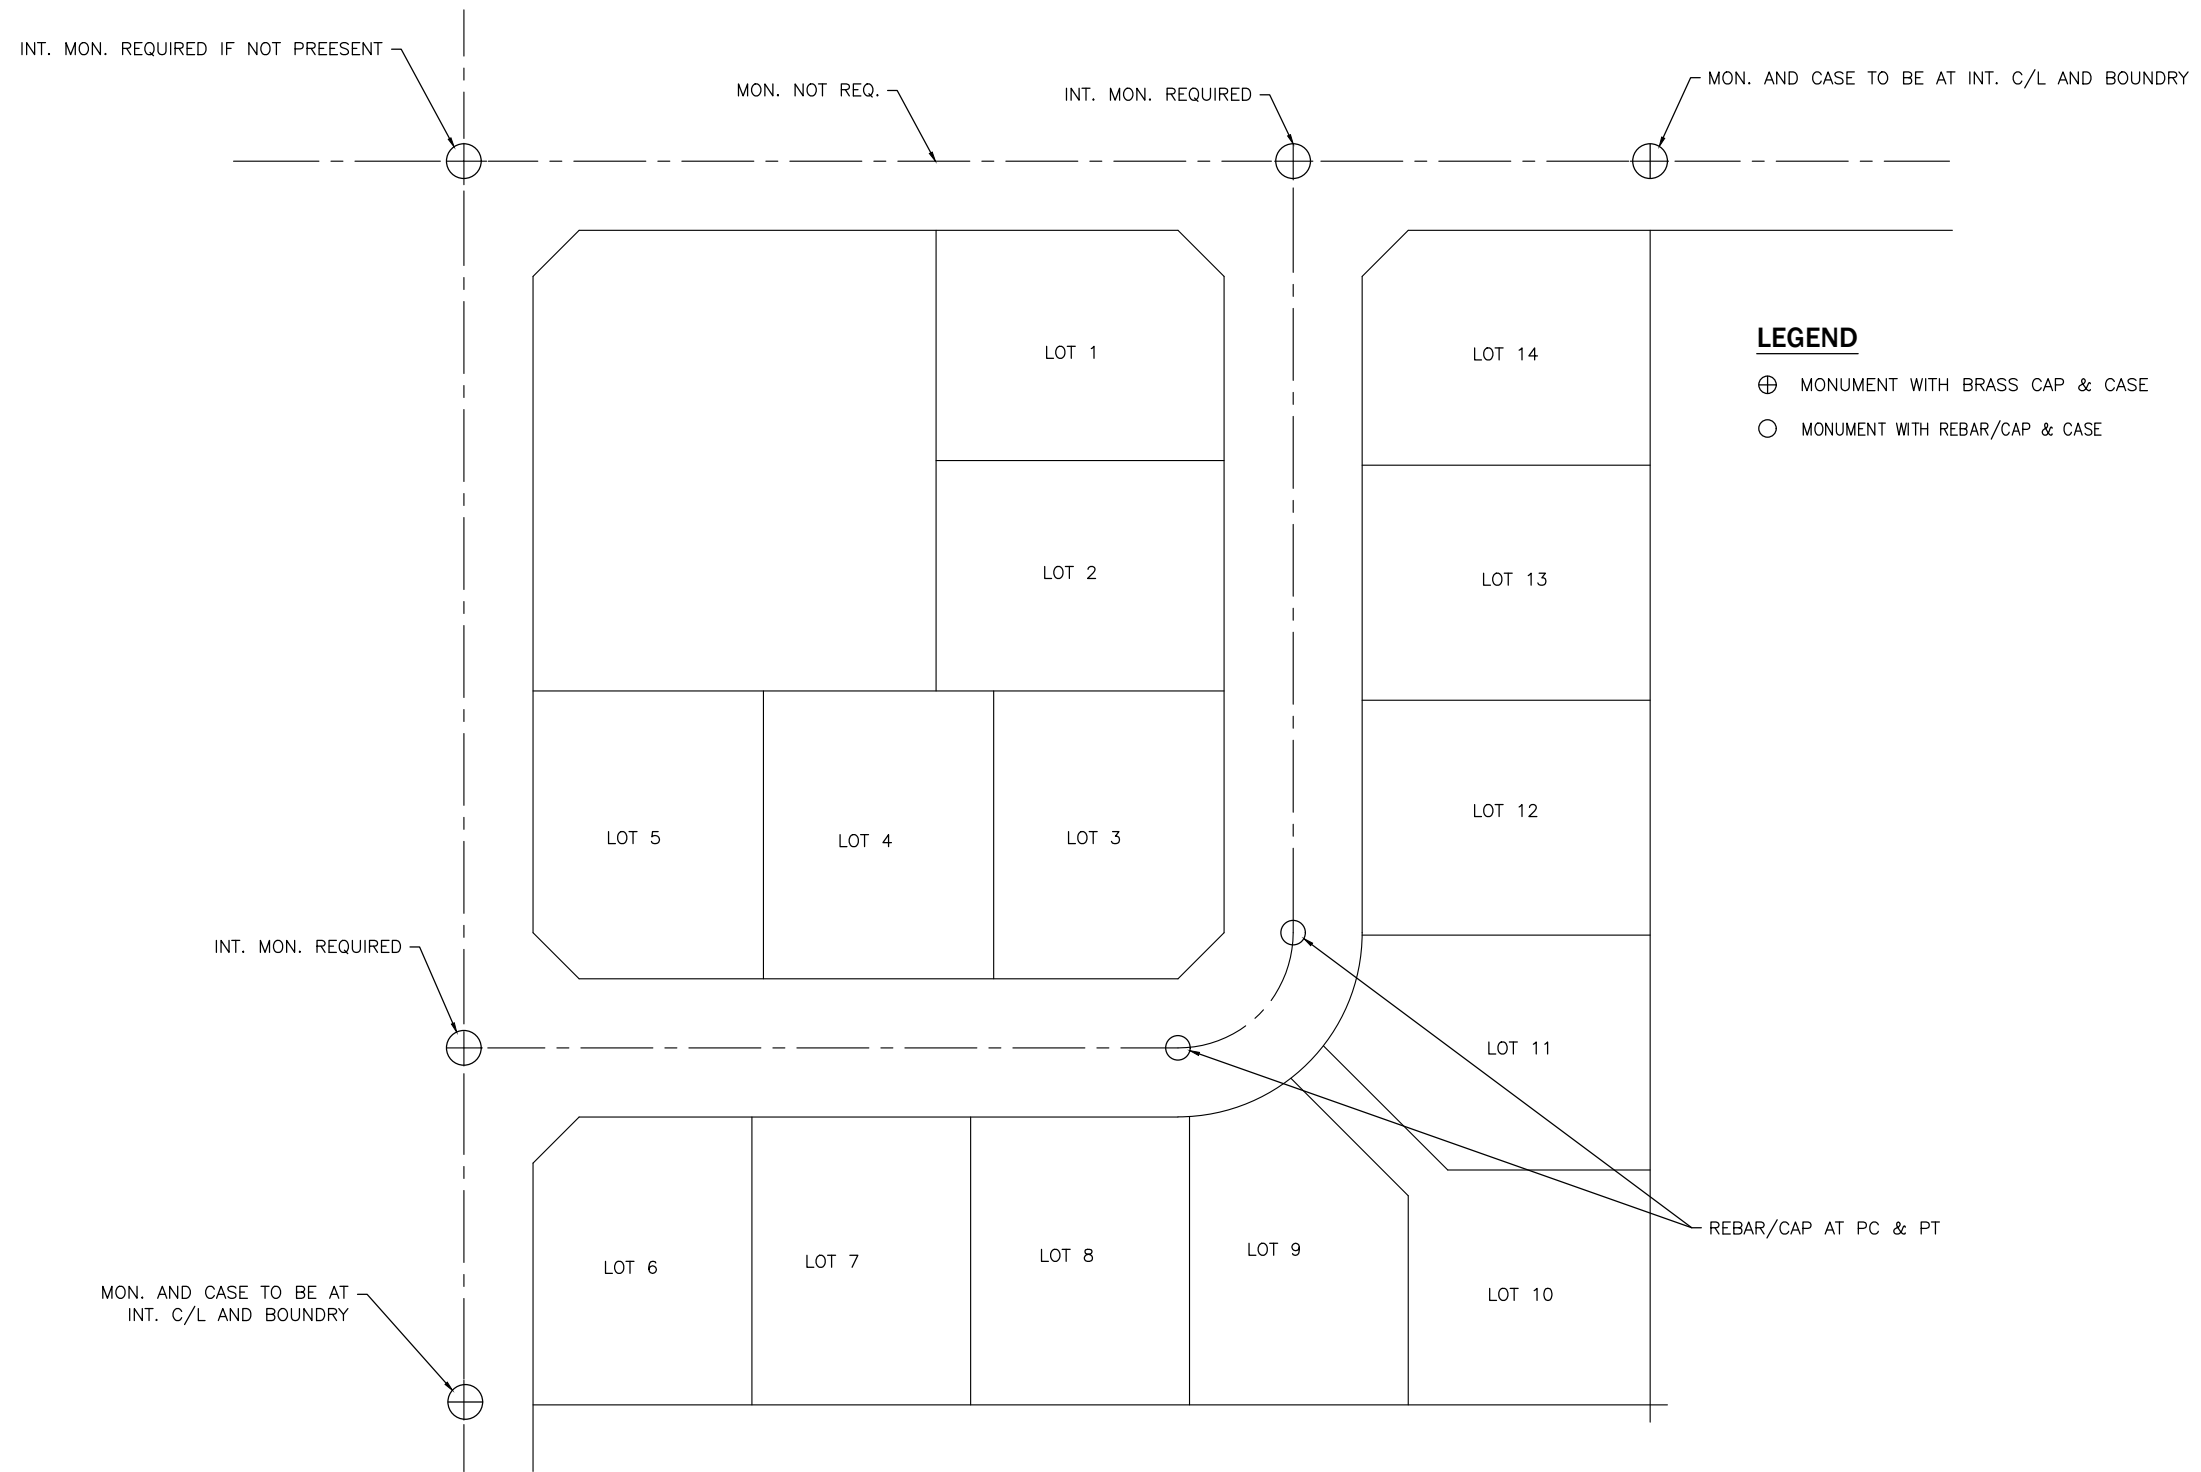 INT. MON. REQUIRED IF NOT PREESENT
MON. NOT REQ.
INT. MON. REQUIRED
MON. AND CASE TO BE AT INT. C/L AND BOUNDRY
LEGEND
MONUMENT WITH BRASS CAP & CASE
MONUMENT WITH REBAR/CAP & CASE
LOT 1
LOT 14
LOT 2
LOT 13
LOT 5
LOT 4
LOT 3
LOT 12
INT. MON. REQUIRED
LOT 11
REBAR/CAP AT PC & PT
LOT 6
LOT 7
LOT 8
LOT 9
LOT 10
MON. AND CASE TO BE AT
INT. C/L AND BOUNDRY